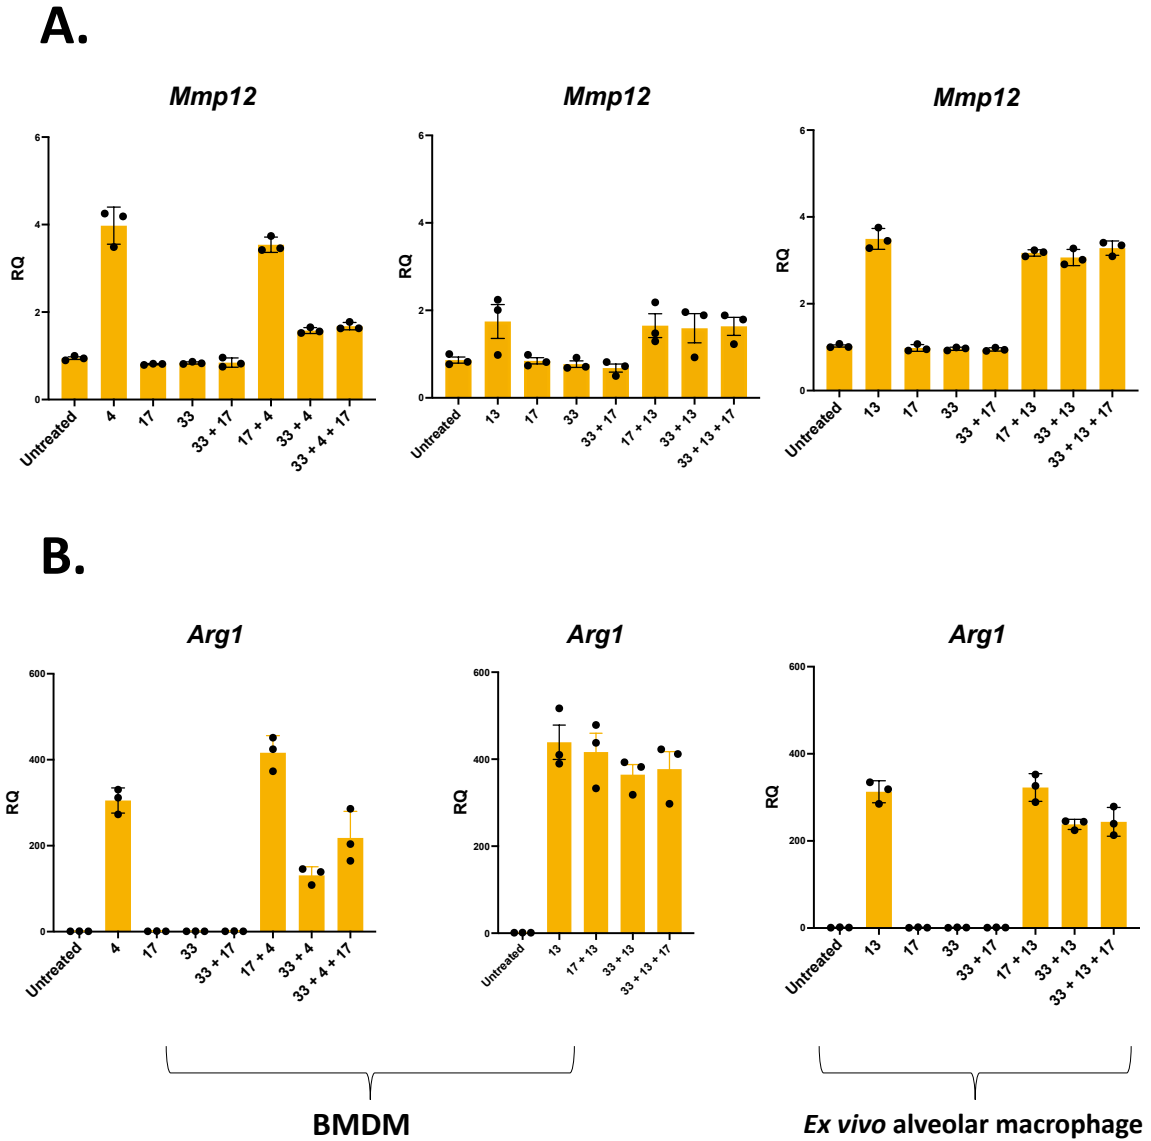 A.
Mmp12
Mmp12
Mmp12
6
4
2
0
RQ
Untreated
4
17
33
33 + 17
17 + 4
33 + 4
33 + 4 + 17
6
4
2
0
RQ
Untreated
13
17
33
33 + 17
17 + 13
33 + 13
33 + 13 + 17
6
4
2
0
RQ
Untreated
13
17
33
33 + 17
17 + 13
33 + 13
33 + 13 + 17
B.
Arg1
Arg1
Arg1
600
400
200
0
RQ
Untreated
4
17
33
33 + 17
17 + 4
33 + 4
33 + 4 + 17
600
400
200
0
RQ
Untreated
13
17 + 13
33 + 13
33 + 13 + 17
600
400
200
0
RQ
Untreated
13
17
33
33 + 17
17 + 13
33 + 13
33 + 13 + 17
BMDM
Ex vivo alveolar macrophage